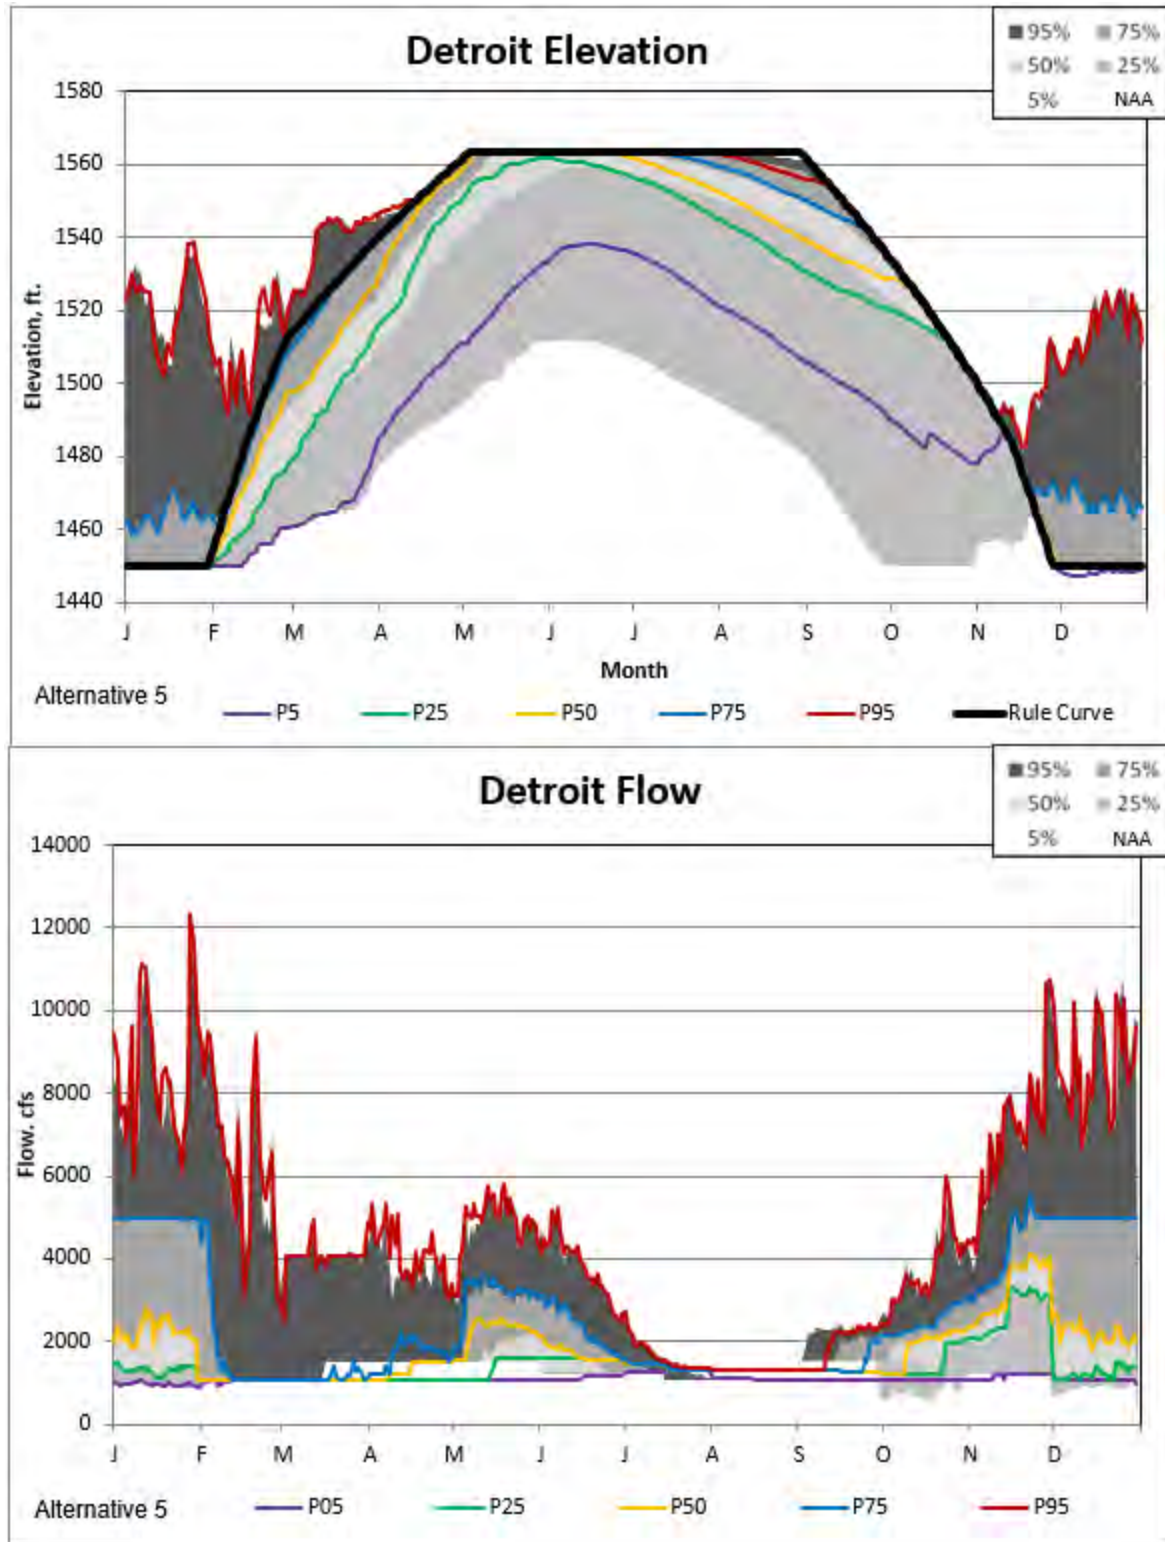 Detroit Elevation
95% 75%
50% 25%
5% NAA
1580
1560
1540
1520
1500
1480
1460
1440
Elevation, ft.
J F M A M J J A S O N D
Month
Alternative 5
P5 P25 P50 P75 P95 Rule Curve
Detroit Flow
95% 75%
50% 25%
5% NAA
14000
12000
10000
8000
6000
4000
2000
0
Flow. cfs
J F M A M J J A S O N D
Alternative 5
P05 P25 P50 P75 P95